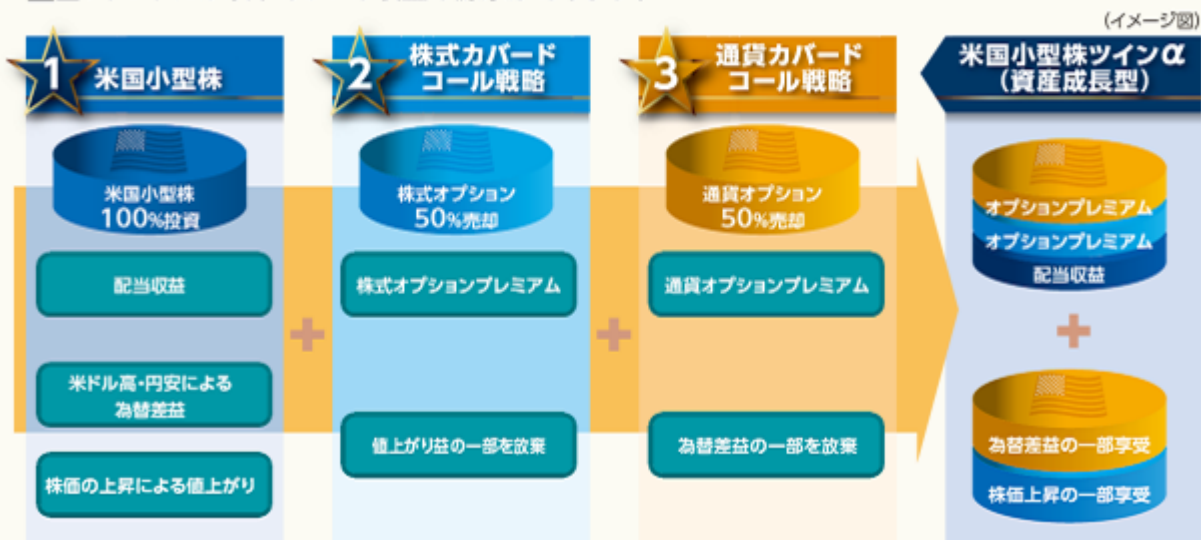 (イメージ図)
1 米国小型株
2 株式カバード
コール戦略
3 通貨カバード
コール戦略
米国小型株ツインα
(資産成長型)
米国小型株
100%投資
配当収益
米ドル高・円安による
為替差益
株価の上昇による値上がり
+
株式オプション
50%売却
株式オプションプレミアム
値上がり益の一部を放棄
+
通貨オプション
50%売却
通貨オプションプレミアム
為替差益の一部を放棄
オプションプレミアム
オプションプレミアム
配当収益
+
為替差益の一部享受
株価上昇の一部享受